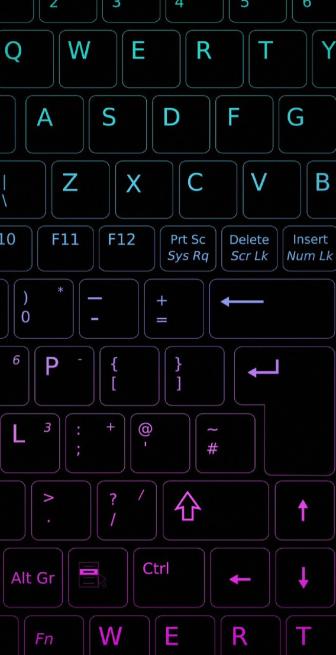 2 3 4 5 6
Q W E R T Y
A S D F G
|
\ Z X C V B
10 F11 F12 Prt Sc Delete Insert
Sys Rq Scr Lk Num Lk
) * — +
0 - =
6 P - { }
[ ]
L 3 : + @ ~
; ' #
> ? /
. /
Alt Gr Ctrl
Fn W E R T